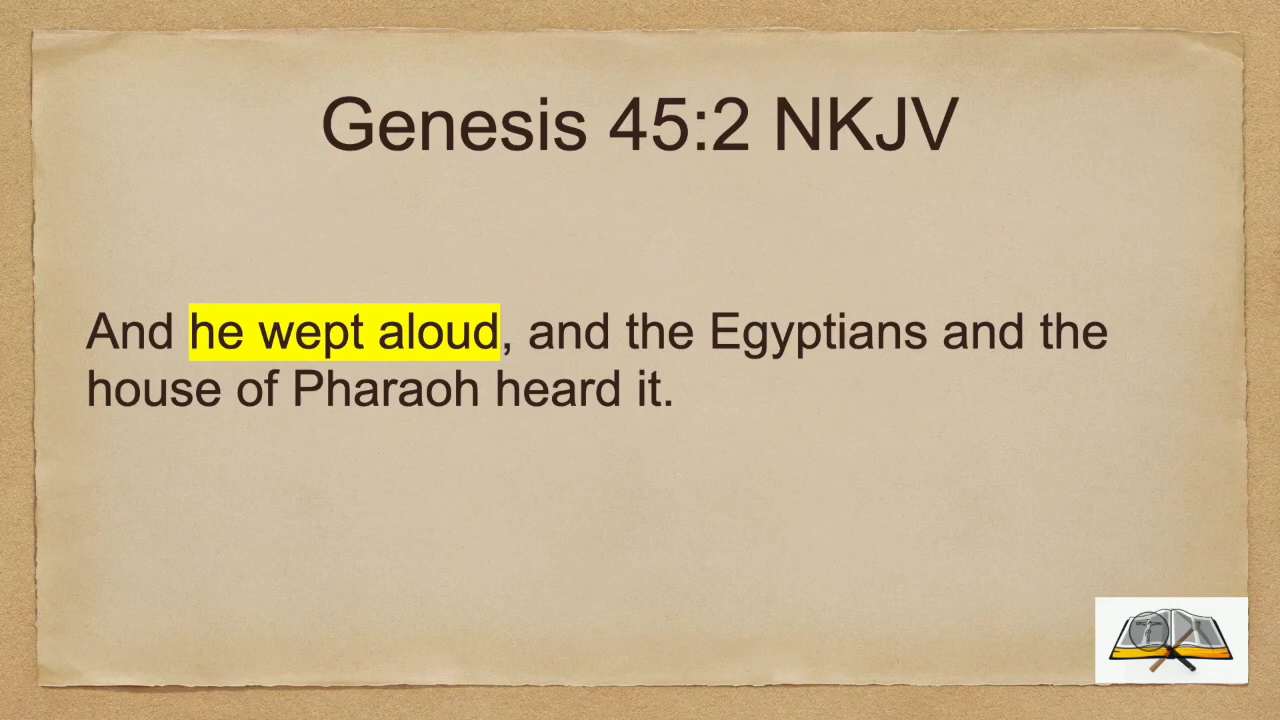 Genesis 45:2 NKJV
And he wept aloud, and the Egyptians and the
house of Pharaoh heard it.